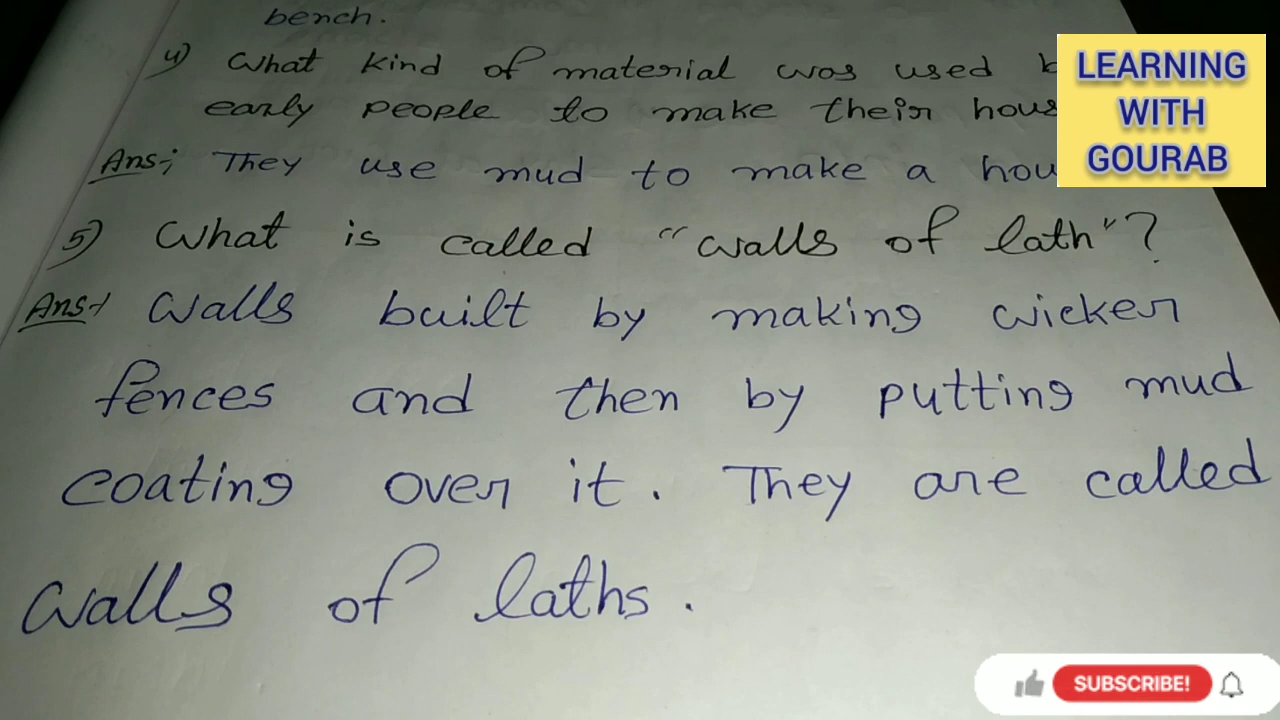 bench.
4) What kind of material was used
early people to make their
Ans:- They use mud to make a
5) What is called "walls of lath"?
Ans:- Walls built by making wicker
fences and then by putting mud
coating over it. They are called
Walls of laths.
LEARNING
WITH
GOURAB
SUBSCRIBE!